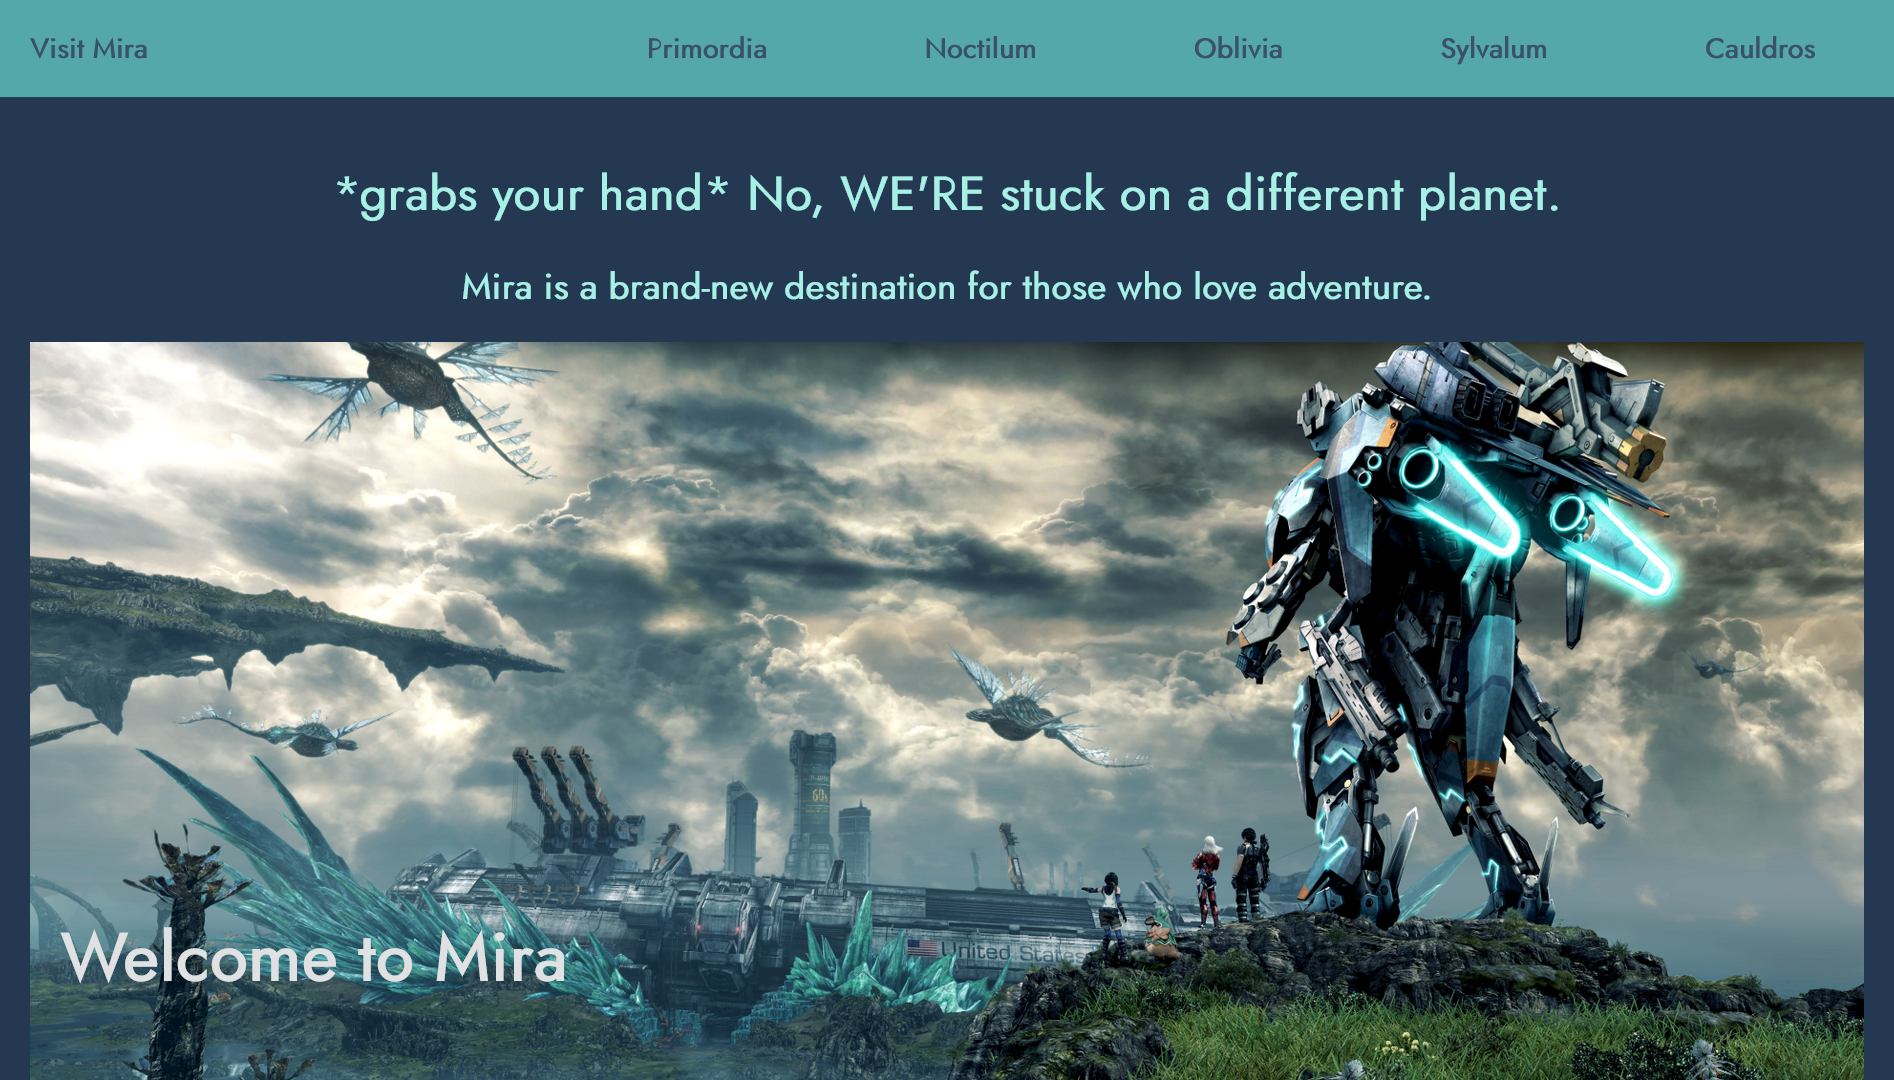 Visit Mira
Primordia
Noctilum
Oblivia
Sylvalum
Cauldros
*grabs your hand* No, WE'RE stuck on a different planet.
Mira is a brand-new destination for those who love adventure.
60
United States
Welcome to Mira